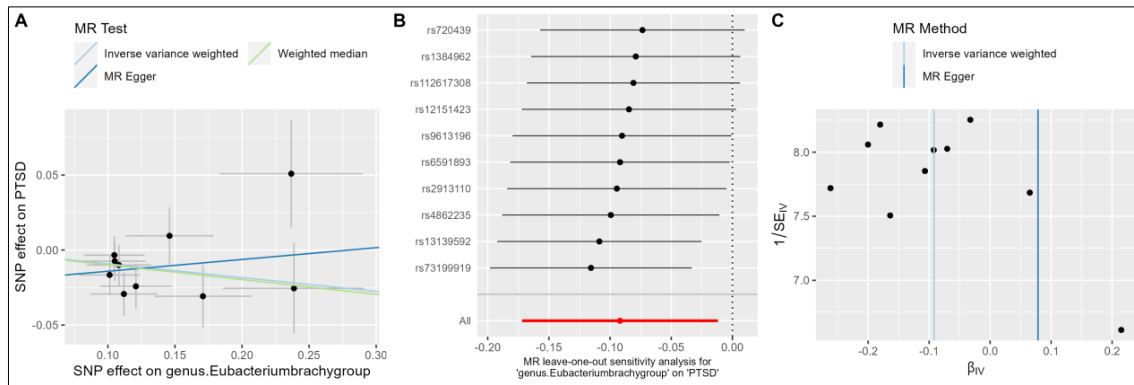 A
MR Test
Inverse variance weighted
Weighted median
MR Egger
SNP effect on PTSD
0.05
0.00
-0.05
0.10
0.15
0.20
0.25
0.30
SNP effect on genus.Eubacteriumbrachygroup
B
rs720439
rs1384962
rs112617308
rs12151423
rs9613196
rs6591893
rs2913110
rs4862235
rs13139592
rs73199919
All
-0.20
-0.15
-0.10
-0.05
0.00
MR leave-one-out sensitivity analysis for
'genus.Eubacteriumbrachygroup' on 'PTSD'
C
MR Method
Inverse variance weighted
MR Egger
1/SE_IV
8.0
7.5
7.0
-0.2
-0.1
0.0
0.1
0.2
β_IV